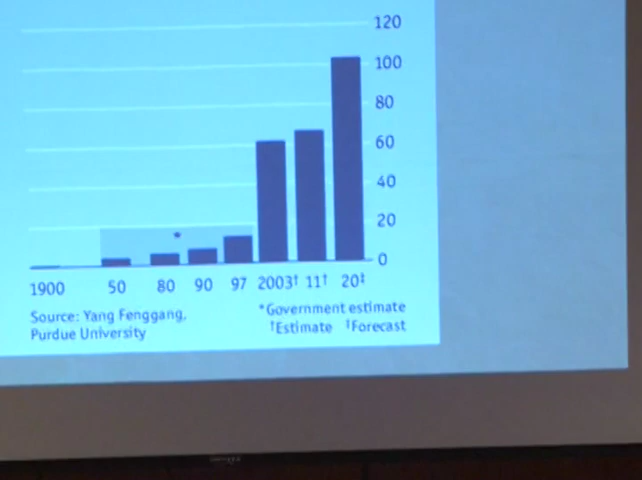 120
100
80
60
40
20
0
*
1900 50 80 90 97 2003† 11† 20‡
Source: Yang Fenggang,
Purdue University
*Government estimate
†Estimate ‡Forecast